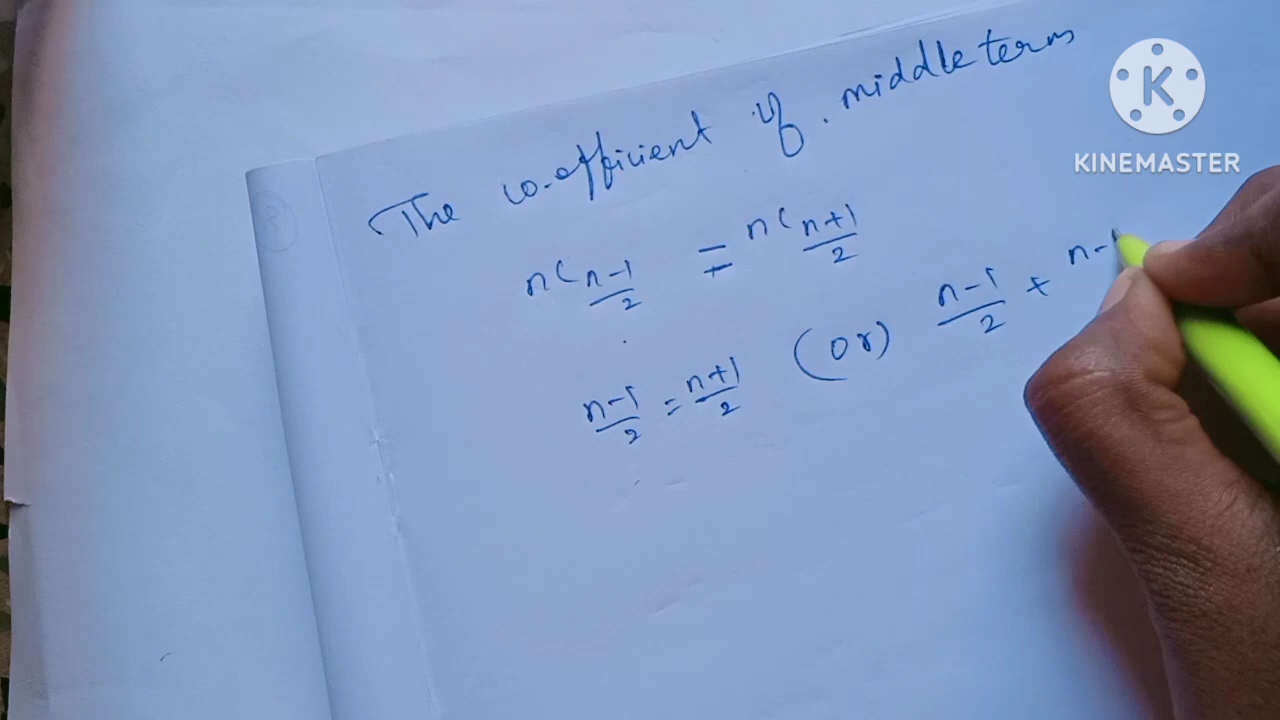 The co-efficient of middle term
nC n-1/2 = nC n+1/2
n-1/2 = n+1/2 (or) n-1/2 + n-
KINEMASTER